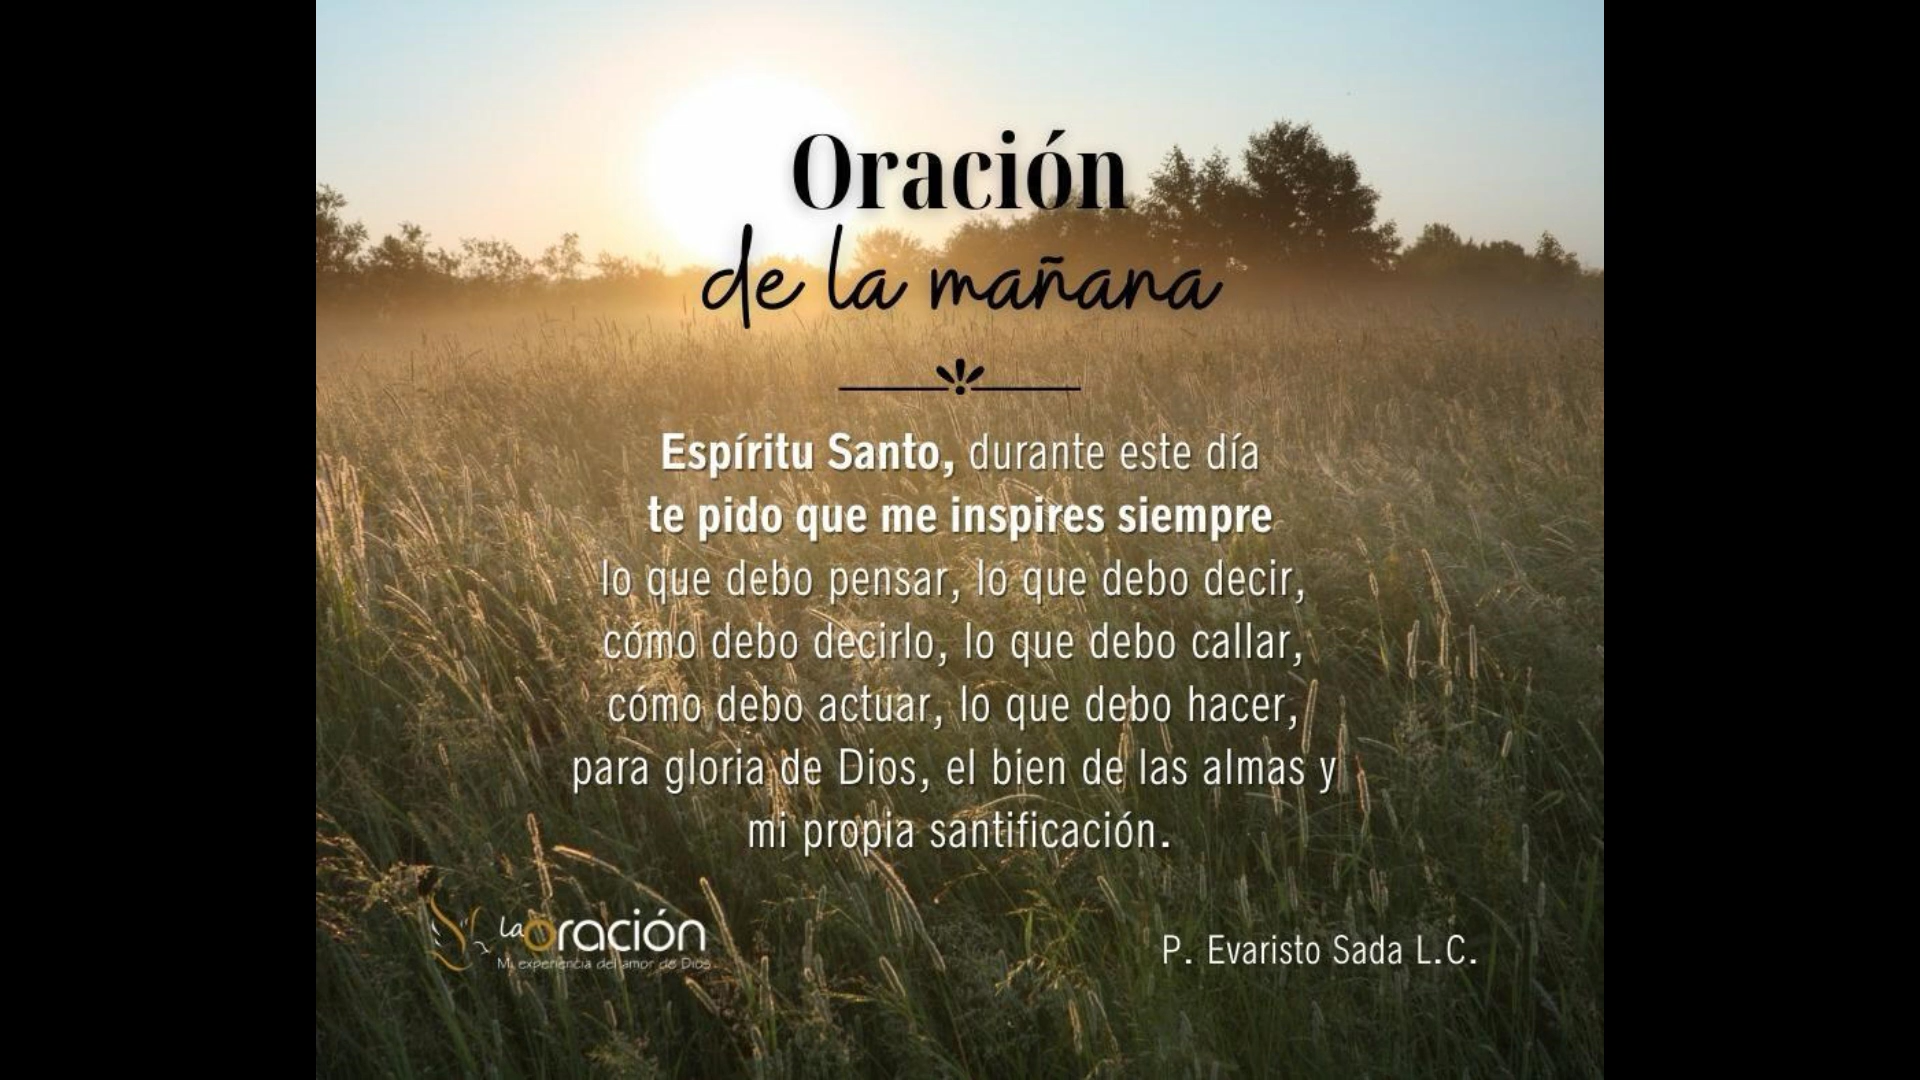 Oración
de la mañana
Espíritu Santo, durante este día
te pido que me inspires siempre
lo que debo pensar, lo que debo decir,
cómo debo decirlo, lo que debo callar,
cómo debo actuar, lo que debo hacer,
para gloria de Dios, el bien de las almas y
mi propia santificación.
la oración
Mi experiencia del amor de Dios
P. Evaristo Sada L.C.